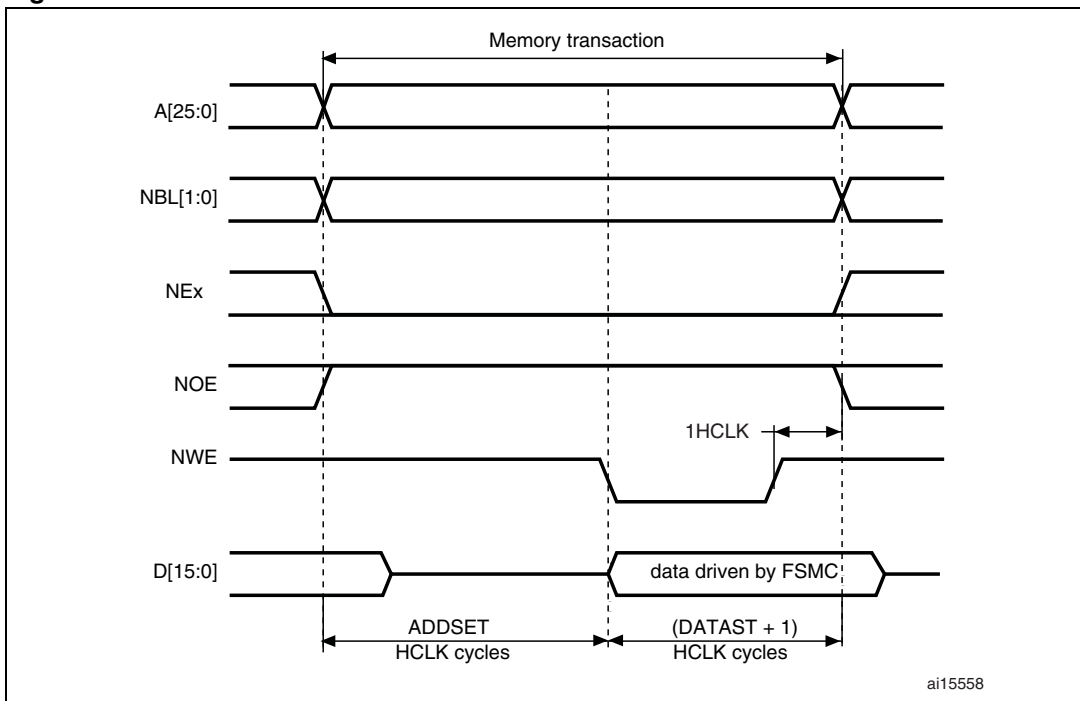 Memory transaction
A[25:0]
NBL[1:0]
NEx
NOE
1HCLK
NWE
D[15:0]
data driven by FSMC
ADDSET
HCLK cycles
(DATAST + 1)
HCLK cycles
ai15558